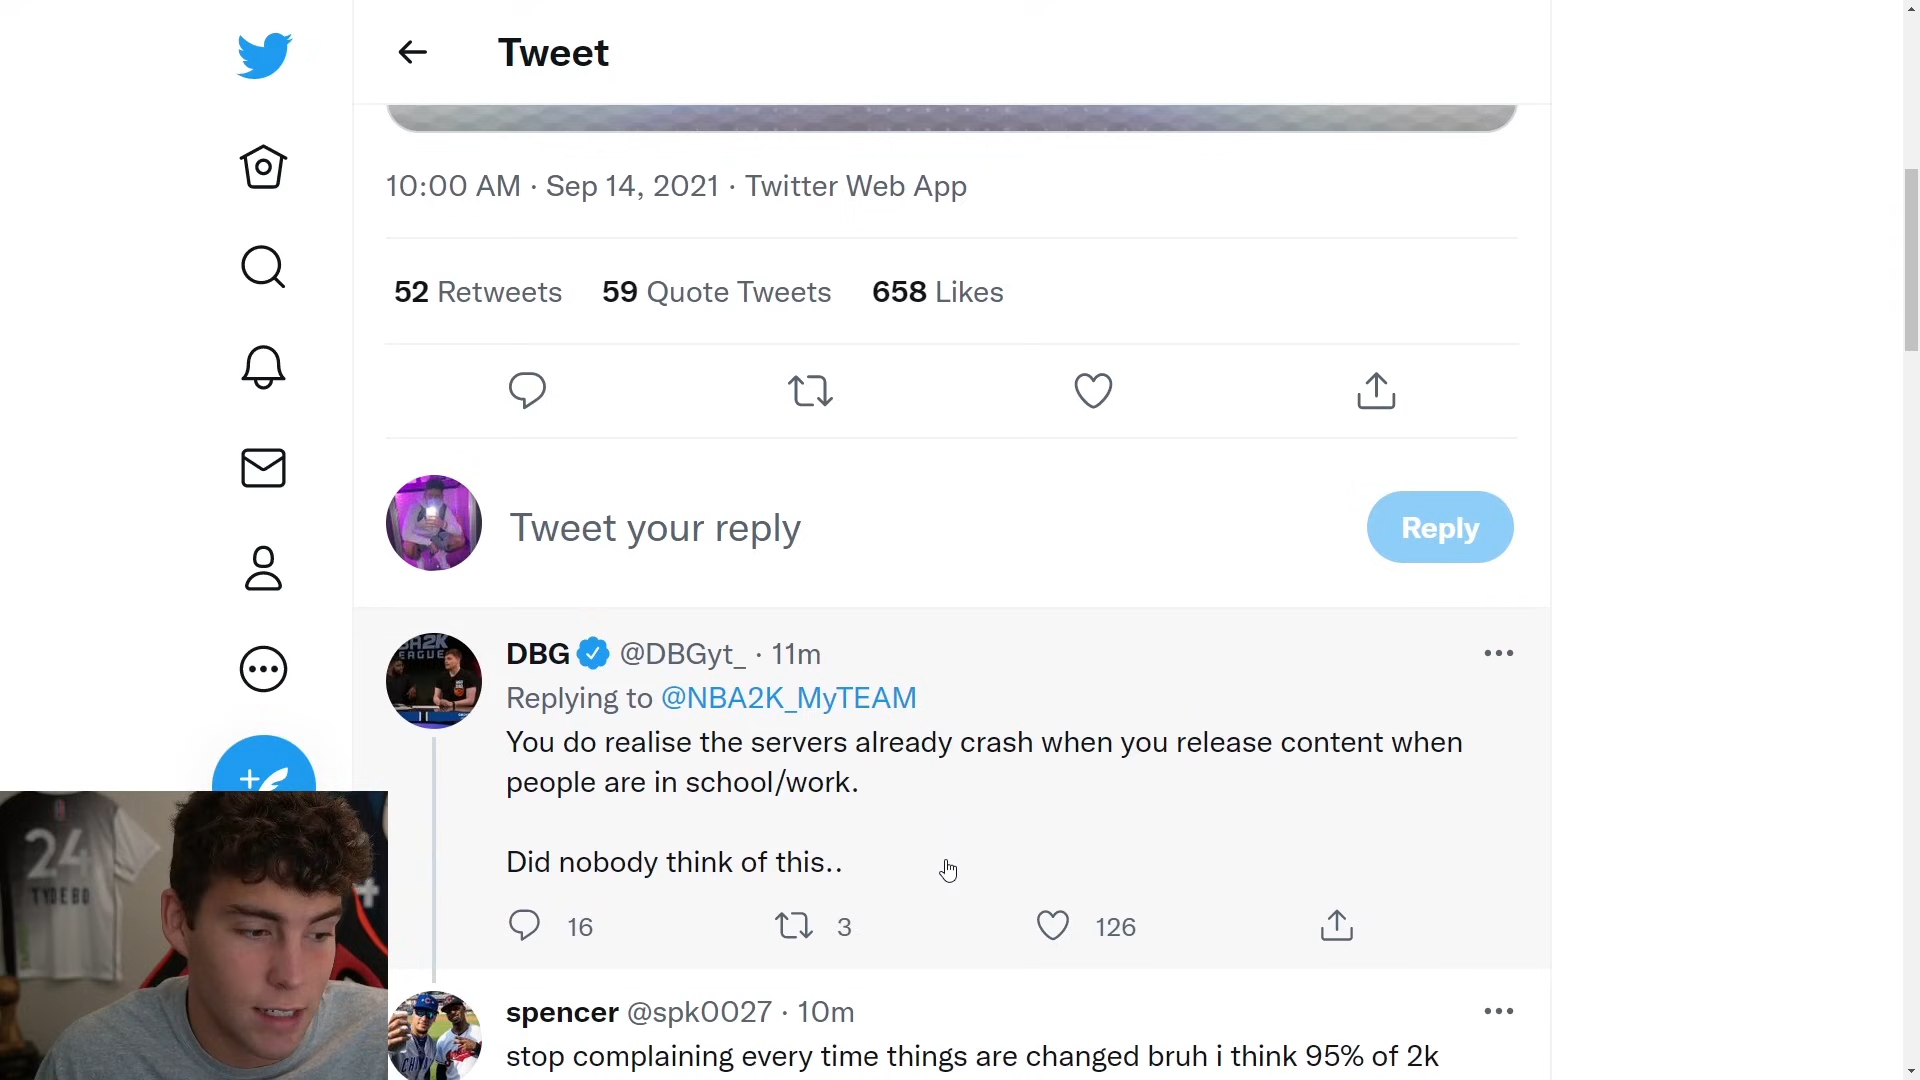 Tweet
10:00 AM · Sep 14, 2021 · Twitter Web App
52 Retweets 59 Quote Tweets 658 Likes
Tweet your reply
Reply
DBG @DBGyt_ · 11m
Replying to @NBA2K_MyTEAM
You do realise the servers already crash when you release content when
people are in school/work.
Did nobody think of this..
16 3 126
spencer @spk0027 · 10m
stop complaining every time things are changed bruh i think 95% of 2k
24
TYDEBO